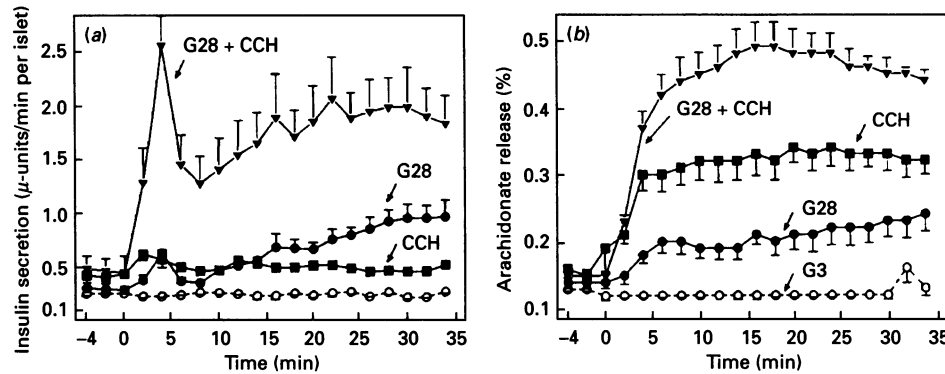 (a)
G28 + CCH
G28
CCH
Insulin secretion (μ-units/min per islet)
2.5
2.0
1.5
1.0
0.5
0.1
−4 0 5 10 15 20 25 30 35
Time (min)
(b)
G28 + CCH
CCH
G28
G3
Arachidonate release (%)
0.5
0.4
0.3
0.2
0.1
−4 0 5 10 15 20 25 30 35
Time (min)